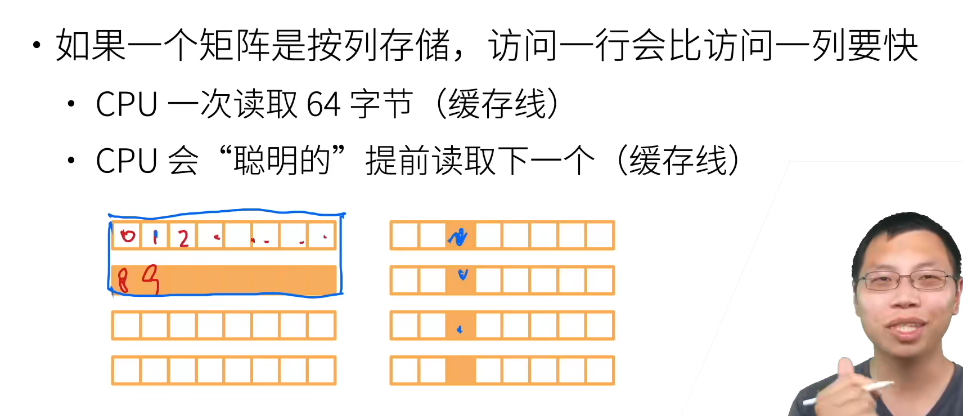 • 如果一个矩阵是按列存储，访问一行会比访问一列要快
• CPU 一次读取 64 字节（缓存线）
• CPU 会“聪明的”提前读取下一个（缓存线）
0 1 2
8 9